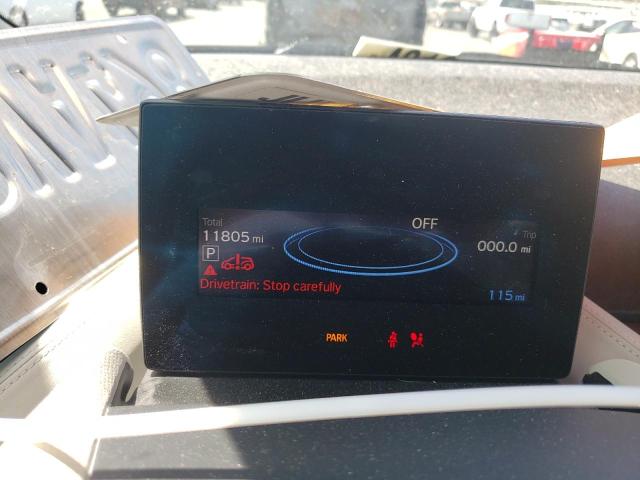 OFF
Total
Trip
11805 mi
000.0 mi
P
Drivetrain: Stop carefully
115 mi
PARK